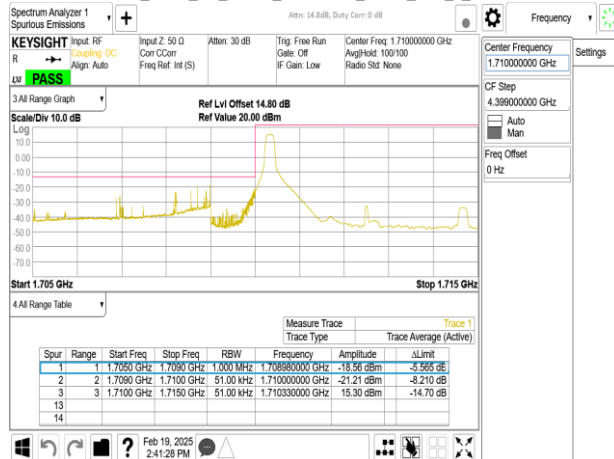 Spectrum Analyzer 1
Spurious Emissions
Attn: 14.8dB, Duty Corr: 0 dB
Frequency
KEYSIGHT
R
LXI
PASS
Input: RF
Coupling: DC
Align: Auto
Input Z: 50 Ω
Corr CCorr
Freq Ref: Int (S)
Atten: 30 dB
Trig: Free Run
Gate: Off
IF Gain: Low
Center Freq: 1.710000000 GHz
Avg|Hold: 100/100
Radio Std: None
Center Frequency
1.710000000 GHz
Settings
CF Step
4.399000000 GHz
Auto
Man
Freq Offset
0 Hz
3 All Range Graph
Scale/Div 10.0 dB
Ref Lvl Offset 14.80 dB
Ref Value 20.00 dBm
Log
10.0
0.00
-10.0
-20.0
-30.0
-40.0
-50.0
-60.0
-70.0
Start 1.705 GHz
Stop 1.715 GHz
4 All Range Table
Measure Trace Trace 1
Trace Type Trace Average (Active)
Spur Range Start Freq Stop Freq RBW Frequency Amplitude ΔLimit
1 1 1.7050 GHz 1.7090 GHz 1.000 MHz 1.708980000 GHz -18.56 dBm -5.565 dB
2 2 1.7090 GHz 1.7100 GHz 51.00 kHz 1.710000000 GHz -21.21 dBm -8.210 dB
3 3 1.7100 GHz 1.7150 GHz 51.00 kHz 1.710330000 GHz 15.30 dBm -14.70 dB
13
14
?
Feb 19, 2025
2:41:28 PM